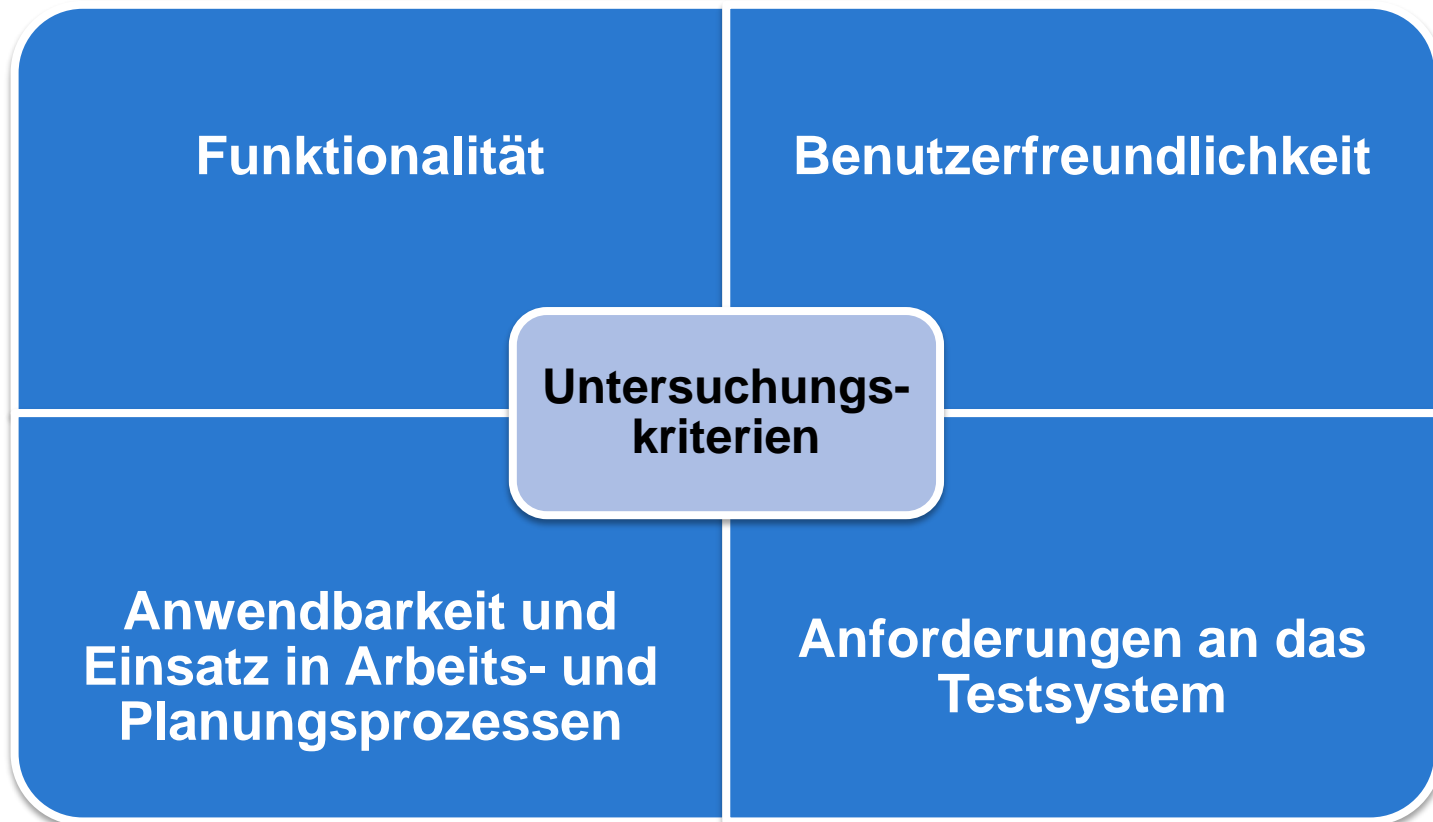 Funktionalität
Benutzerfreundlichkeit
Untersuchungs-
kriterien
Anwendbarkeit und
Einsatz in Arbeits- und
Planungsprozessen
Anforderungen an das
Testsystem